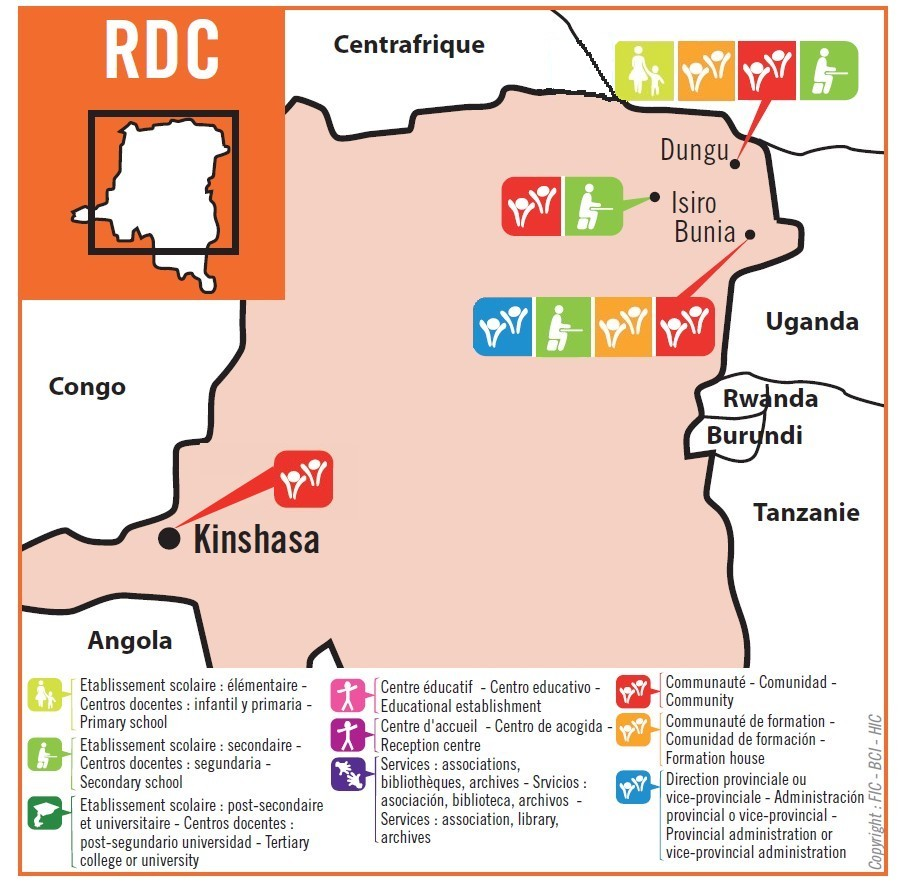 RDC
Centrafrique
Dungu
Isiro
Bunia
Uganda
Congo
Rwanda
Burundi
Kinshasa
Tanzanie
Angola
Etablissement scolaire : élémentaire -
Centros docentes : infantil y primaria -
Primary school
Etablissement scolaire : secondaire -
Centros docentes : segundaria -
Secondary school
Etablissement scolaire : post-secondaire
et universitaire - Centros docentes :
post-segundario universidad - Tertiary
college or university
Centre éducatif - Centro educativo -
Educational establishment
Centre d'accueil - Centro de acogida -
Reception centre
Services : associations,
bibliothèques, archives - Srvicios :
asociación, biblioteca, archivos -
Services : association, library,
archives
Communauté - Comunidad -
Community
Communauté de formation -
Comunidad de formación -
Formation house
Direction provinciale ou
vice-provinciale - Administración
provincial o vice-provincial -
Provincial administration or
vice-provincial administration
Copyright : FIC - BCI - HIC